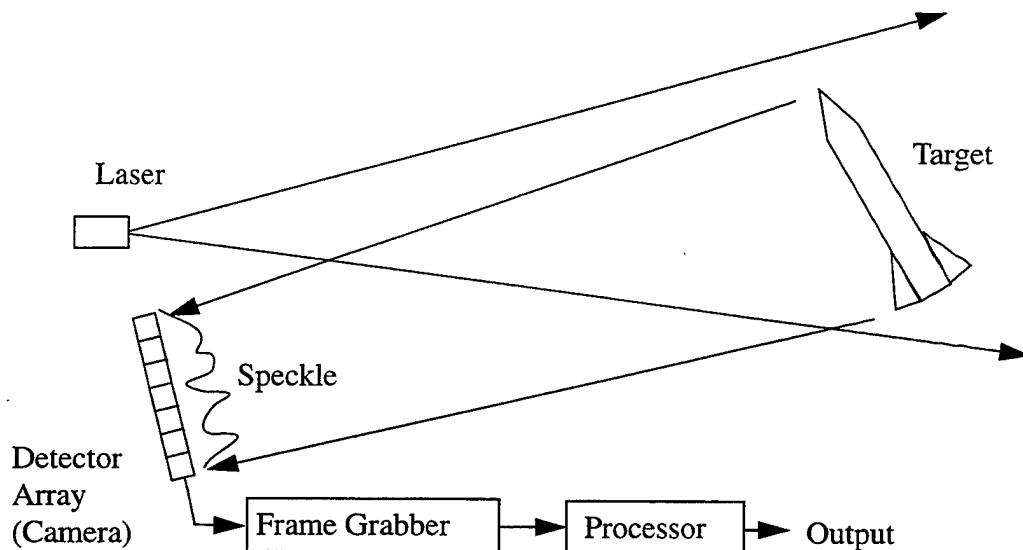 Laser
Target
Speckle
Detector
Array
(Camera)
Frame Grabber
Processor
Output